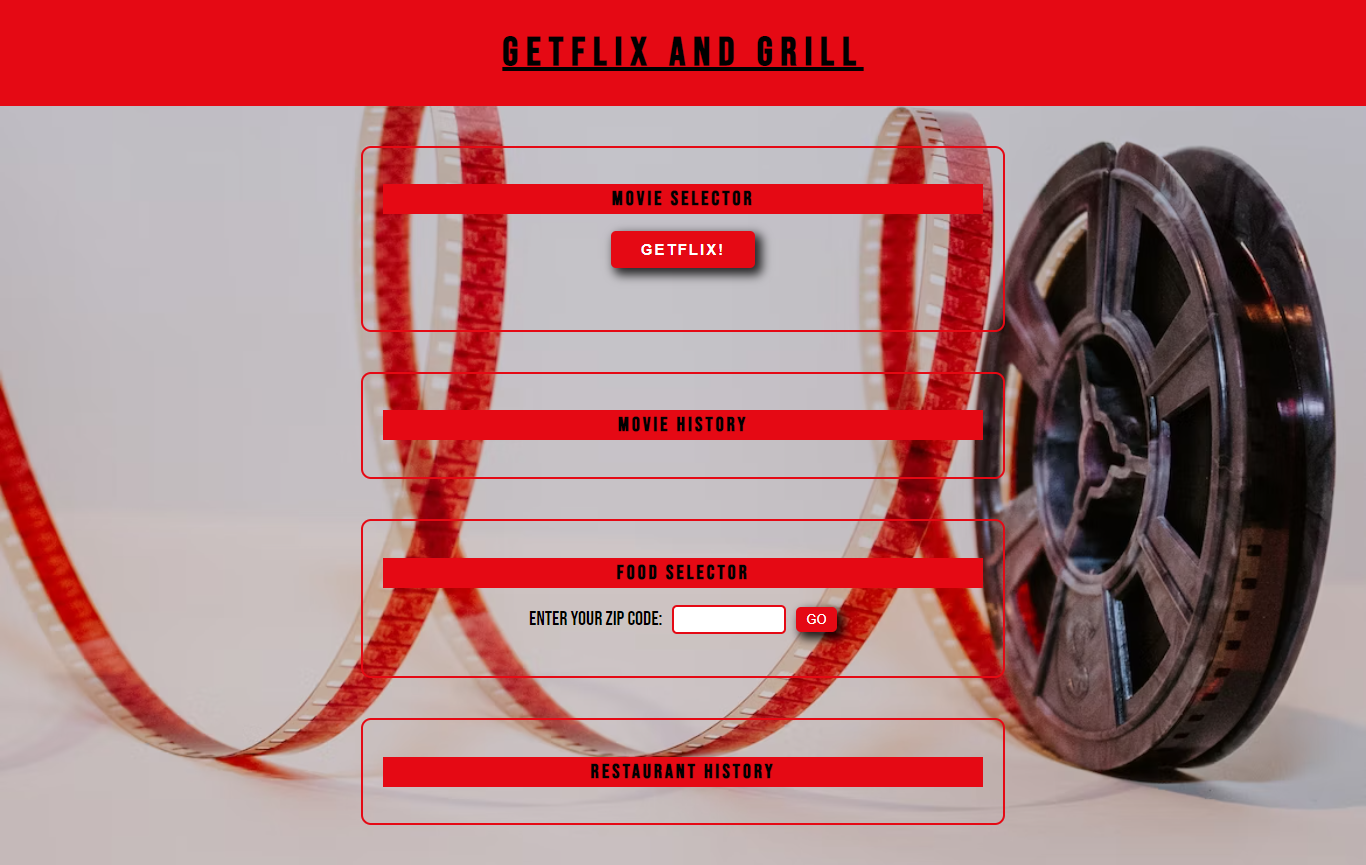 GETFLIX AND GRILL
MOVIE SELECTOR
GETFLIX!
MOVIE HISTORY
FOOD SELECTOR
ENTER YOUR ZIP CODE: GO
RESTAURANT HISTORY